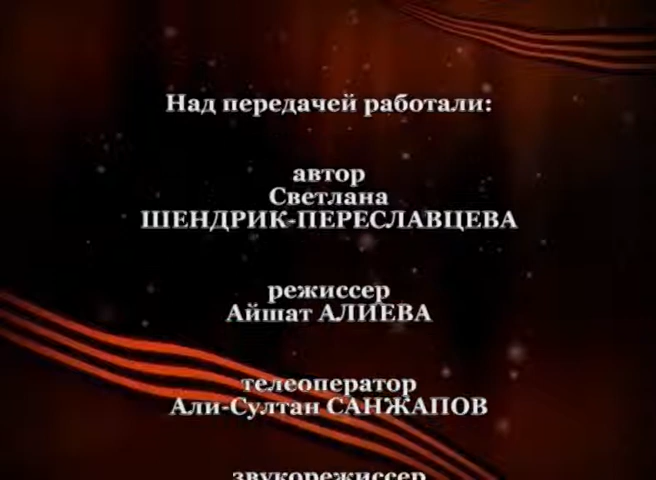 Над передачей работали:
автор
Светлана
ШЕНДРИК-ПЕРЕСЛАВЦЕВА
режиссер
Айшат АЛИЕВА
телеоператор
Али-Султан САНЖАПОВ
звукорежиссер